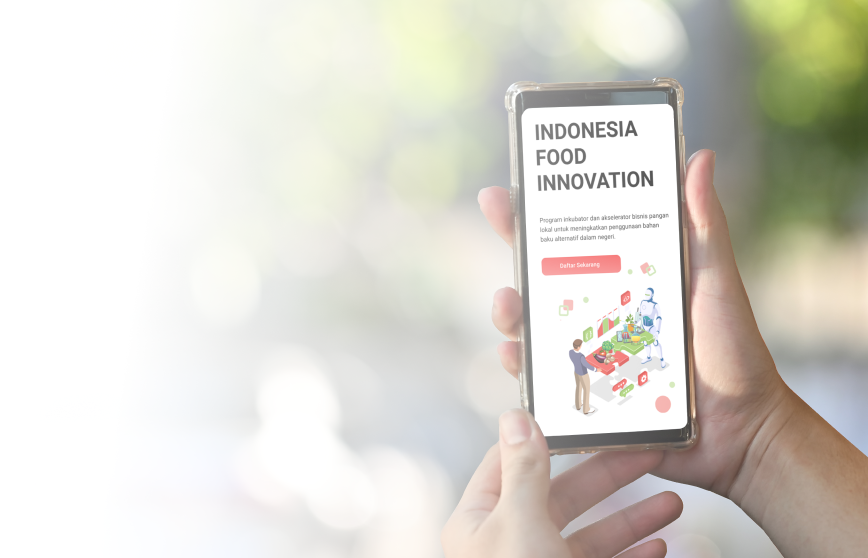 INDONESIA
FOOD
INNOVATION
Program inkubator dan akselerator bisnis pangan
lokal untuk meningkatkan penggunaan bahan
baku alternatif dalam negeri.
Daftar Sekarang